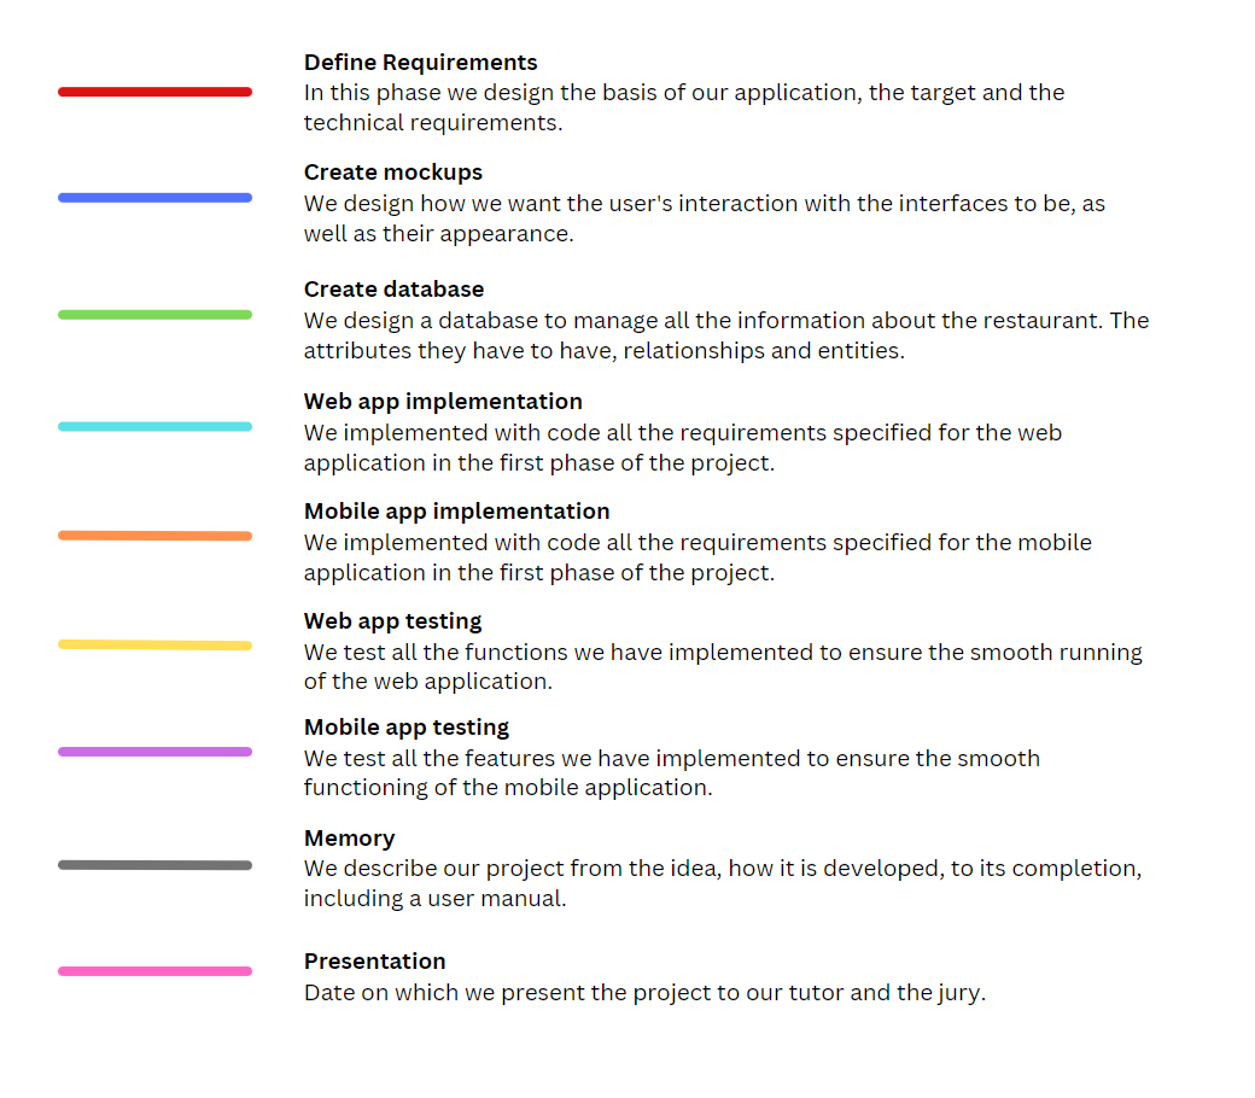 Define Requirements
In this phase we design the basis of our application, the target and the
technical requirements.
Create mockups
We design how we want the user's interaction with the interfaces to be, as
well as their appearance.
Create database
We design a database to manage all the information about the restaurant. The
attributes they have to have, relationships and entities.
Web app implementation
We implemented with code all the requirements specified for the web
application in the first phase of the project.
Mobile app implementation
We implemented with code all the requirements specified for the mobile
application in the first phase of the project.
Web app testing
We test all the functions we have implemented to ensure the smooth running
of the web application.
Mobile app testing
We test all the features we have implemented to ensure the smooth
functioning of the mobile application.
Memory
We describe our project from the idea, how it is developed, to its completion,
including a user manual.
Presentation
Date on which we present the project to our tutor and the jury.